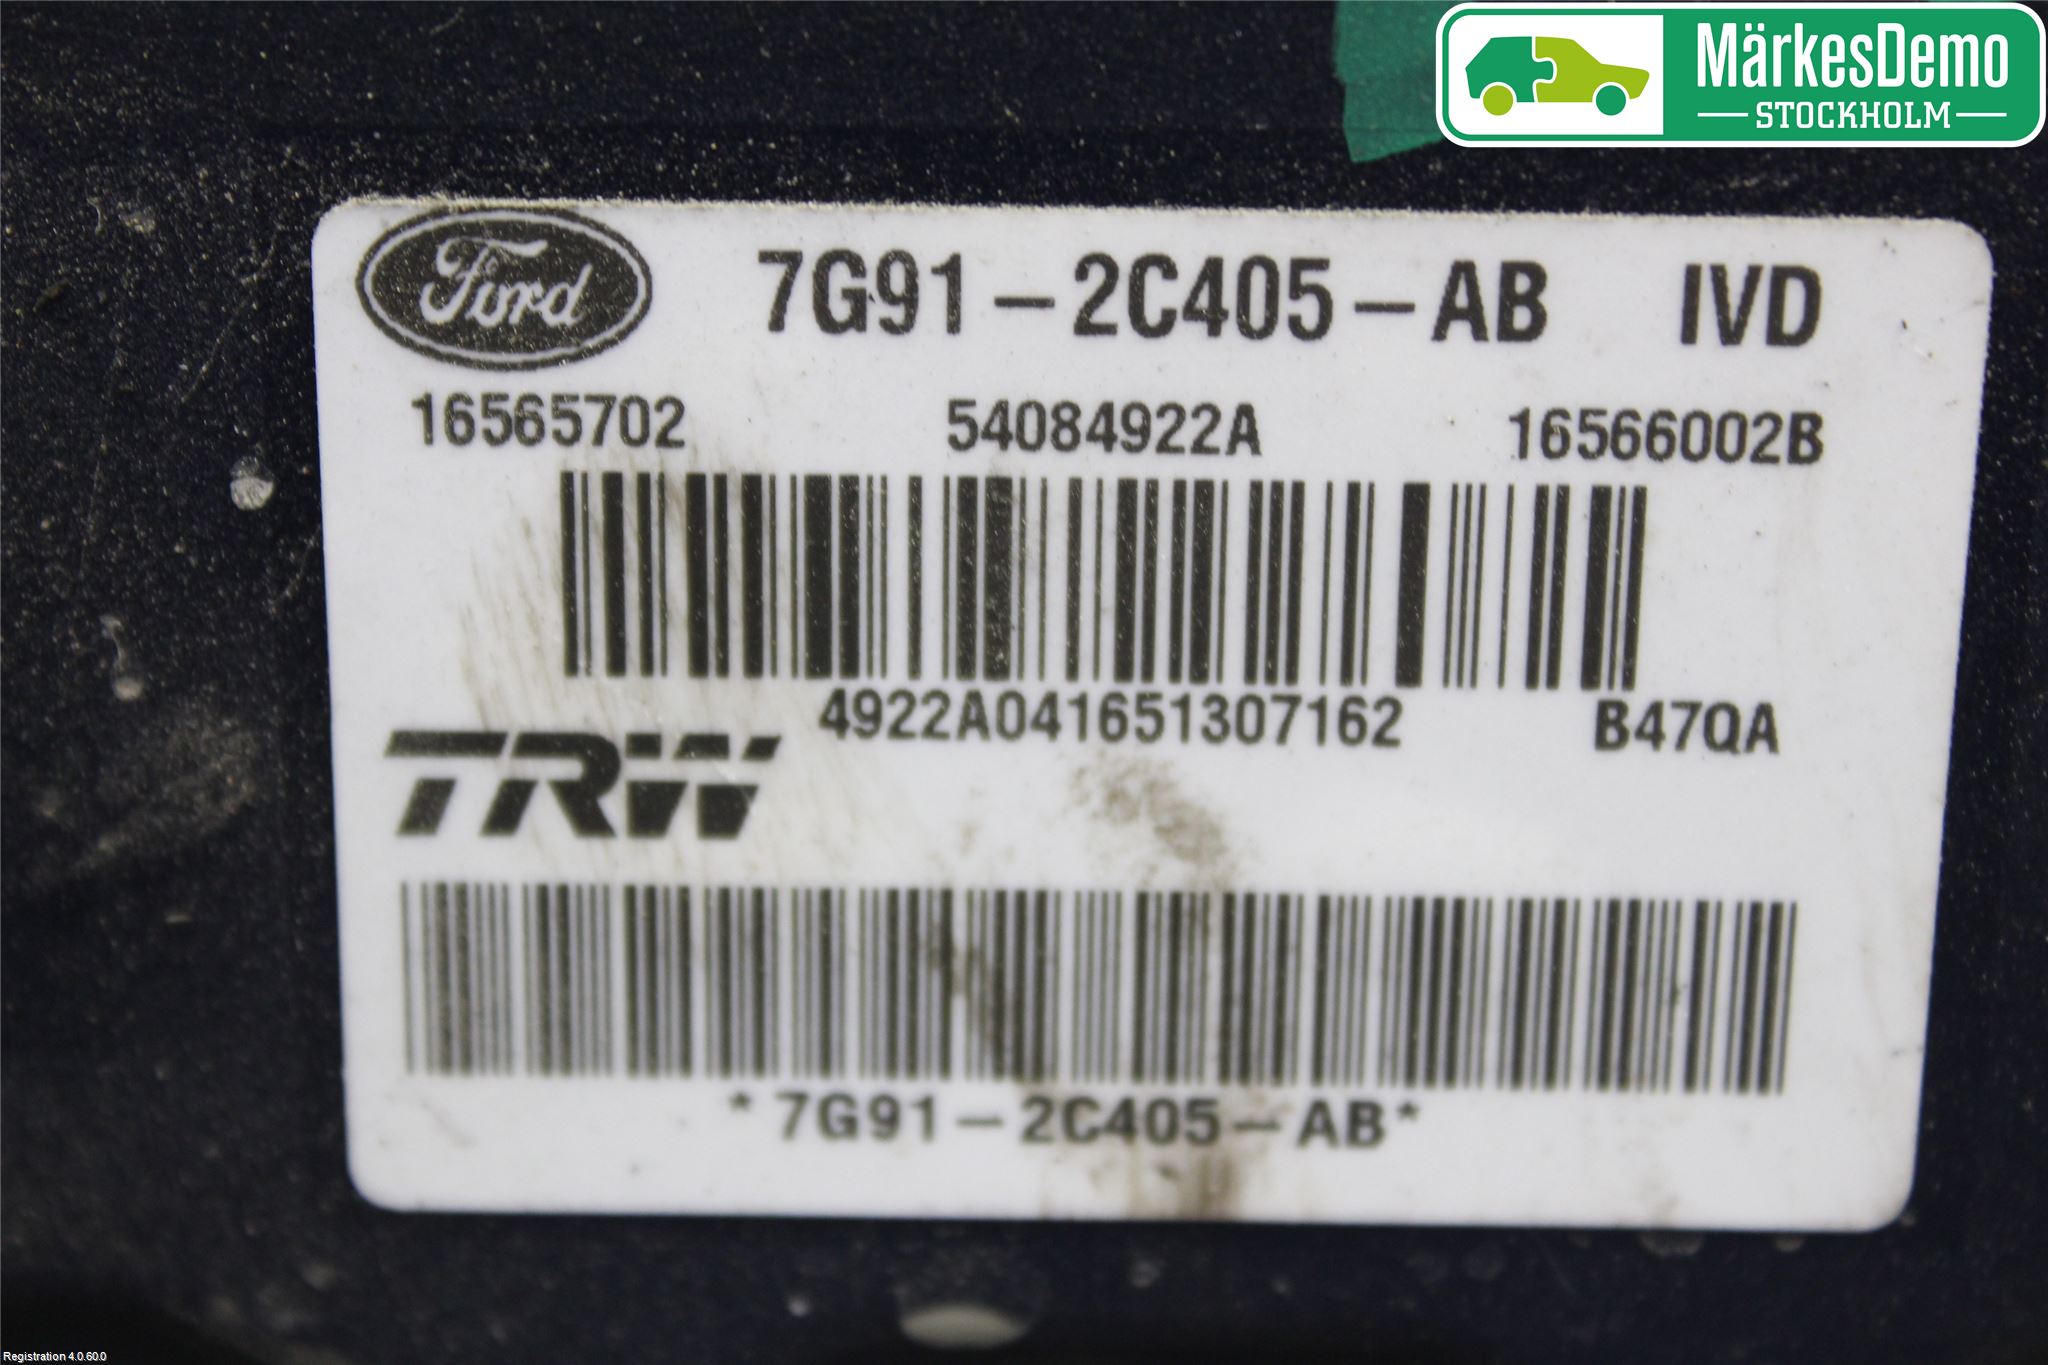 MärkesDemo
STOCKHOLM
Ford 7G91-2C405-AB IVD
16565702 54084922A 16566002B
4922A041651307162 B47QA
TRW
*7G91-2C405-AB*
Registration 4.0.60.0